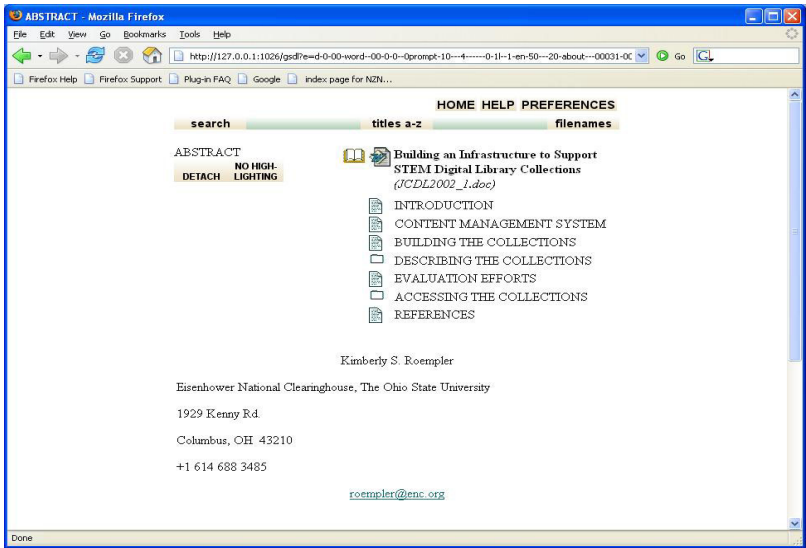 ABSTRACT - Mozilla Firefox
File Edit View Go Bookmarks Tools Help
http://127.0.0.1:1026/gsdl?e=d-0-00-word--00-0-0--0prompt-10---4------0-1l--1-en-50---20-about---00031-00 Go G
Firefox Help Firefox Support Plug-in FAQ Google index page for NZN...
HOME HELP PREFERENCES
search titles a-z filenames
ABSTRACT
DETACH NO HIGH-LIGHTING
Building an Infrastructure to Support
STEM Digital Library Collections
(JCDL2002_1.doc)
INTRODUCTION
CONTENT MANAGEMENT SYSTEM
BUILDING THE COLLECTIONS
DESCRIBING THE COLLECTIONS
EVALUATION EFFORTS
ACCESSING THE COLLECTIONS
REFERENCES
Kimberly S. Roempler
Eisenhower National Clearinghouse, The Ohio State University
1929 Kenny Rd.
Columbus, OH 43210
+1 614 688 3485
roempler@enc.org
Done